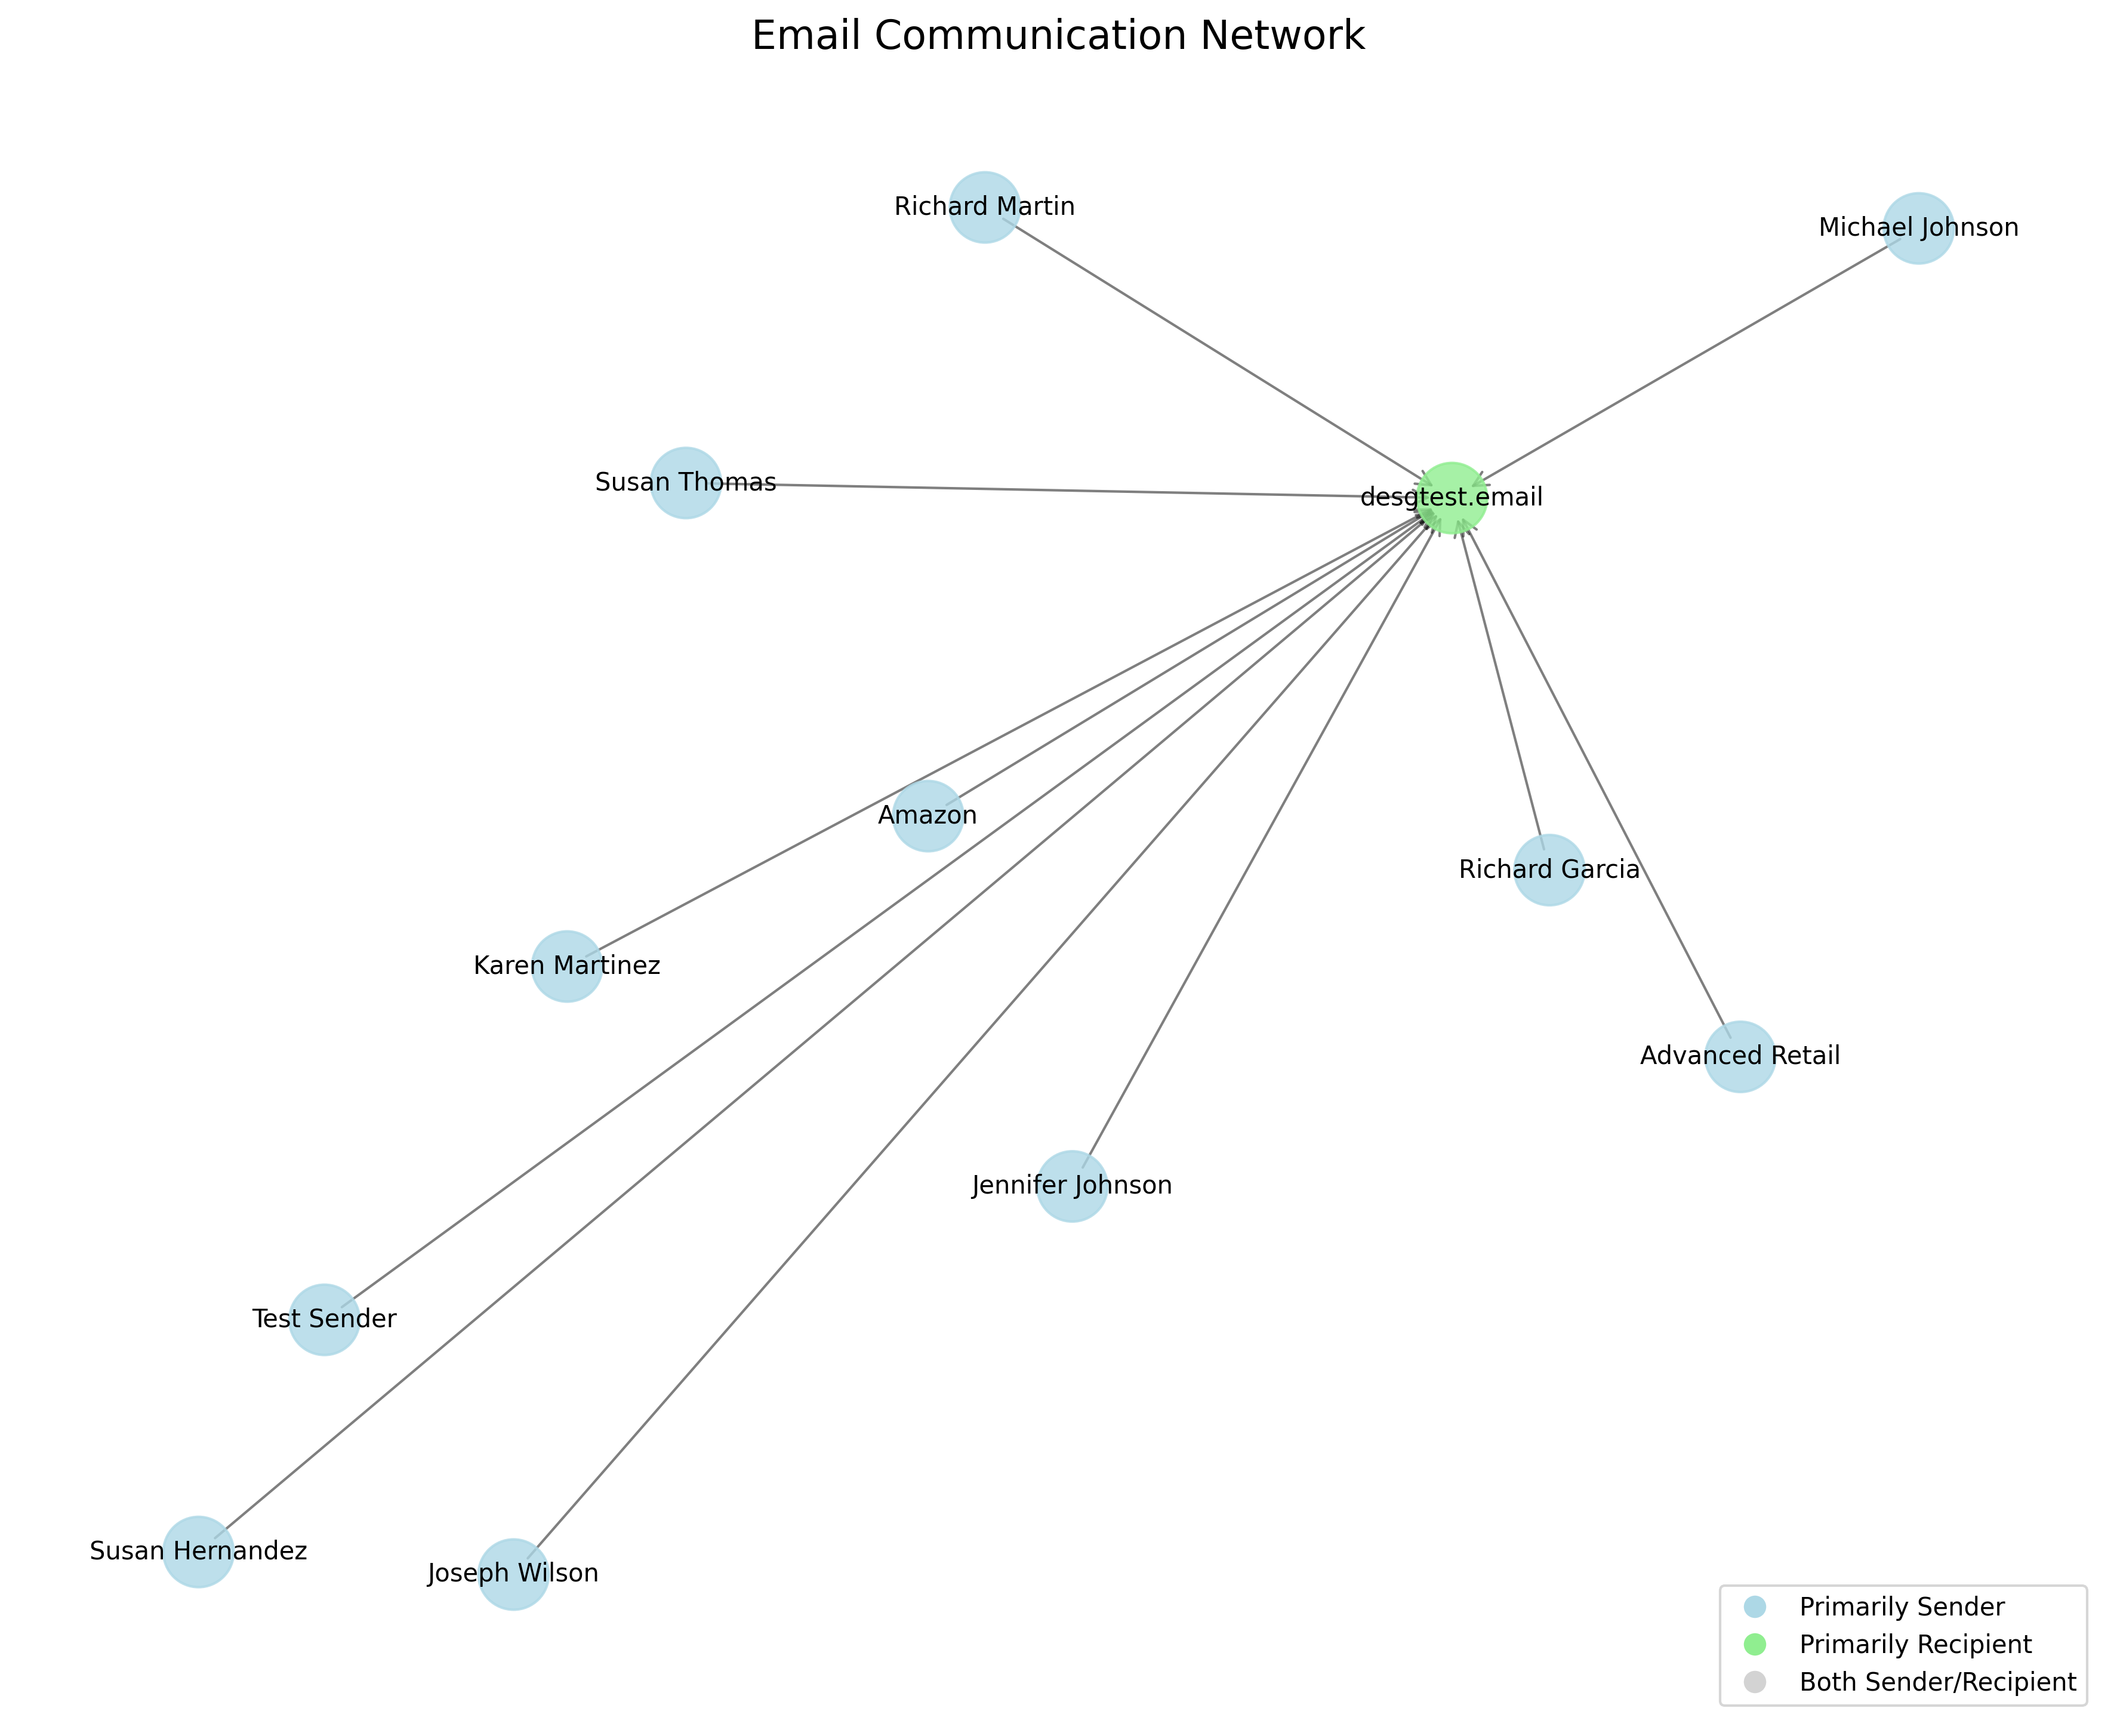 Email Communication Network
Richard Martin
Michael Johnson
Susan Thomas
desgtest.email
Amazon
Richard Garcia
Karen Martinez
Advanced Retail
Jennifer Johnson
Test Sender
Susan Hernandez
Joseph Wilson
Primarily Sender
Primarily Recipient
Both Sender/Recipient